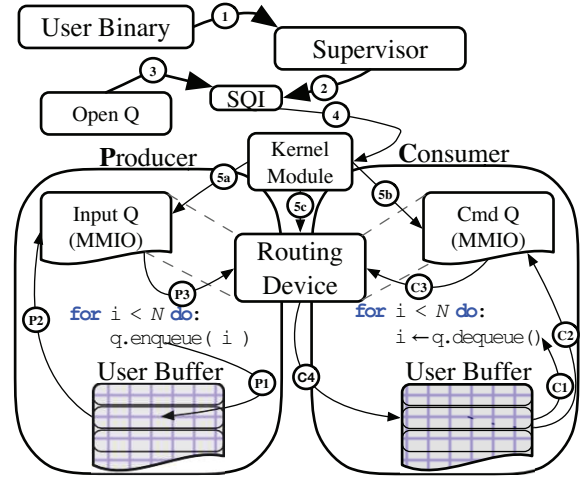 User Binary
1
Supervisor
3
2
SQI
Open Q
4
Kernel
Module
Producer
Consumer
5a
5b
5c
Input Q
(MMIO)
Cmd Q
(MMIO)
Routing
Device
P3
C3
P2
for i < N do:
q.enqueue( i )
for i < N do:
i ← q.dequeue()
C2
User Buffer
P1
C4
User Buffer
C1